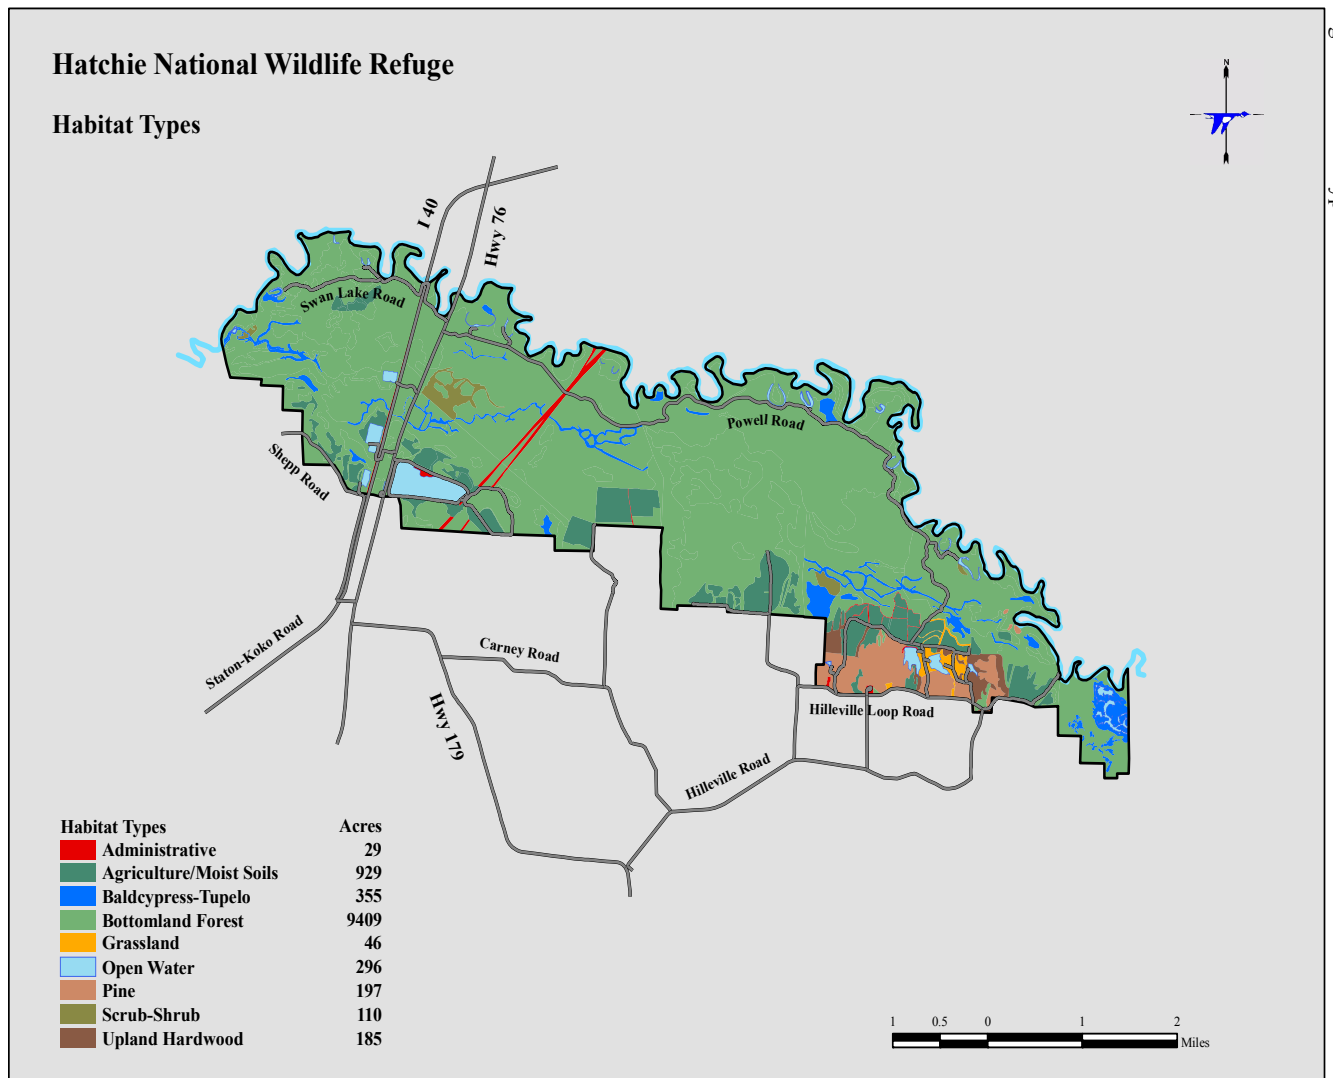 Hatchie National Wildlife Refuge
Habitat Types
N
I 40
Hwy 76
Swan Lake Road
Powell Road
Shepp Road
Staton-Koko Road
Carney Road
Hwy 179
Hilleville Loop Road
Hilleville Road
Habitat Types Acres
Administrative 29
Agriculture/Moist Soils 929
Baldcypress-Tupelo 355
Bottomland Forest 9409
Grassland 46
Open Water 296
Pine 197
Scrub-Shrub 110
Upland Hardwood 185
1 0.5 0 1 2
Miles